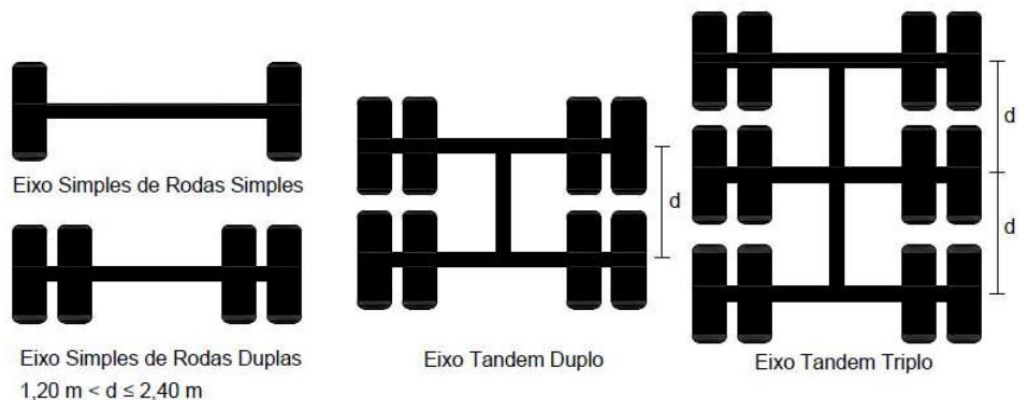 Eixo Simples de Rodas Simples
Eixo Simples de Rodas Duplas
1,20 m < d ≤ 2,40 m
d
Eixo Tandem Duplo
d
d
Eixo Tandem Triplo